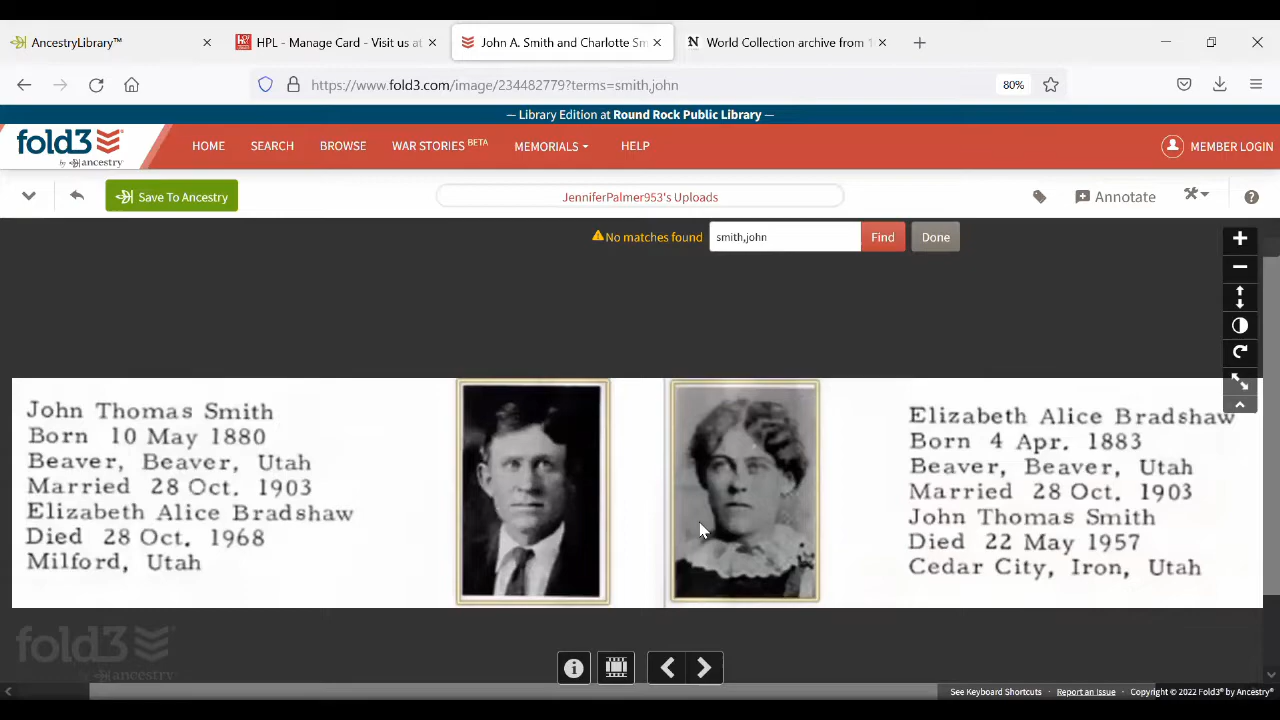 AncestryLibrary™
HPL - Manage Card - Visit us at
John A. Smith and Charlotte Sm
World Collection archive from 1
https://www.fold3.com/image/234482779?terms=smith,john
80%
— Library Edition at Round Rock Public Library —
fold3
by ancestry
HOME
SEARCH
BROWSE
WAR STORIES BETA
MEMORIALS
HELP
MEMBER LOGIN
Save To Ancestry
JenniferPalmer953's Uploads
Annotate
No matches found
smith,john
Find
Done
John Thomas Smith
Born 10 May 1880
Beaver, Beaver, Utah
Married 28 Oct. 1903
Elizabeth Alice Bradshaw
Died 28 Oct. 1968
Milford, Utah
Elizabeth Alice Bradshaw
Born 4 Apr. 1883
Beaver, Beaver, Utah
Married 28 Oct. 1903
John Thomas Smith
Died 22 May 1957
Cedar City, Iron, Utah
fold3
by ancestry
See Keyboard Shortcuts · Report an Issue · Copyright © 2022 Fold3® by Ancestry®